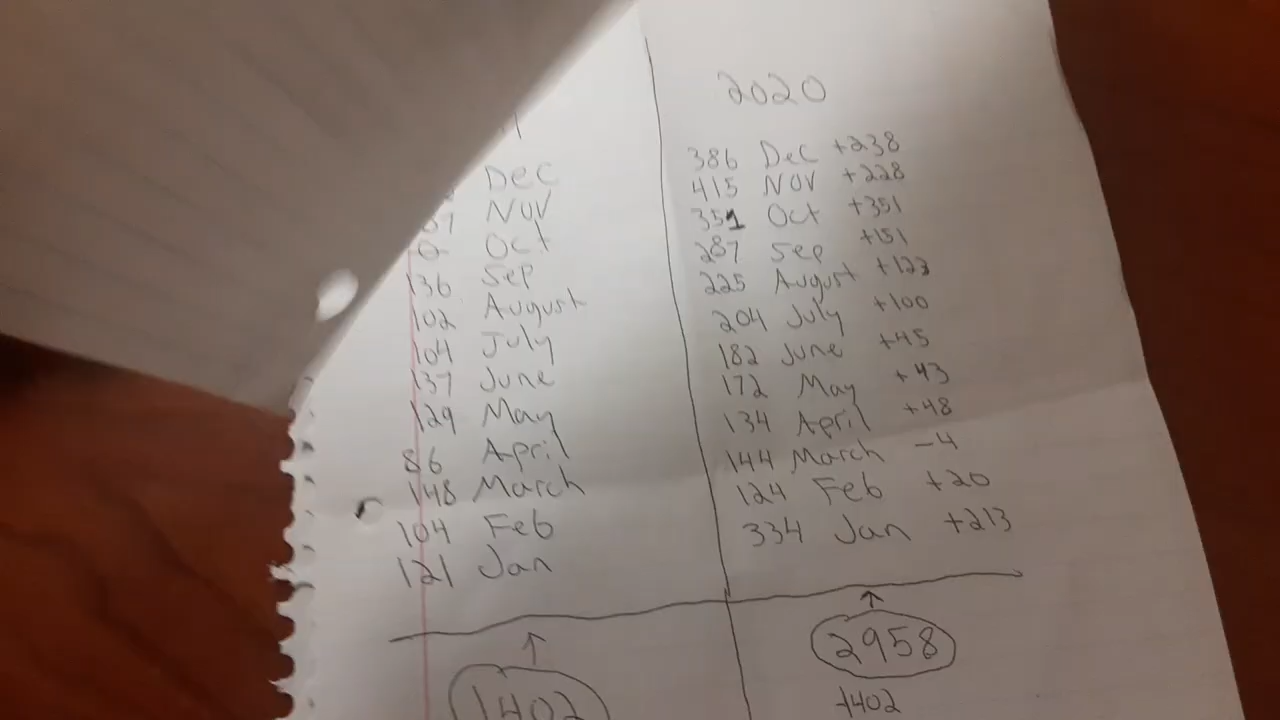 2020
Dec
NOV
Oct
136 Sep
102 August
104 July
137 June
129 May
86 April
148 March
104 Feb
121 Jan
↑
1402
386 Dec +238
415 NOV +228
351 Oct +351
287 Sep +151
225 August +123
204 July +100
182 June +45
172 May +43
134 April +48
144 March -4
124 Feb +20
334 Jan +213
↑
2958
1402